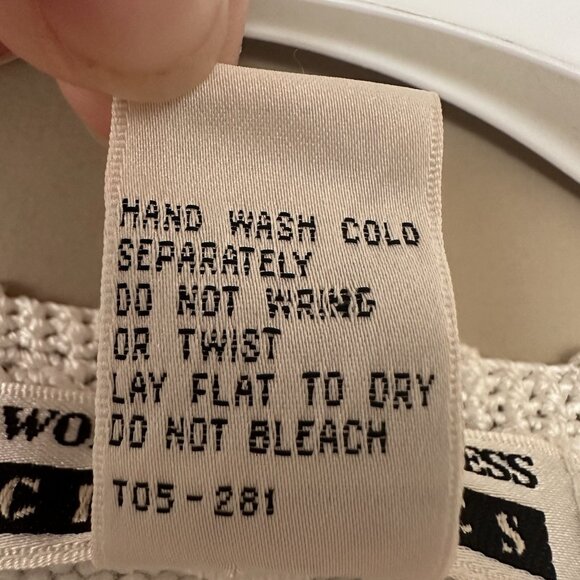 HAND WASH COLD
SEPARATELY
DO NOT WRING
OR TWIST
LAY FLAT TO DRY
DO NOT BLEACH
T05-281